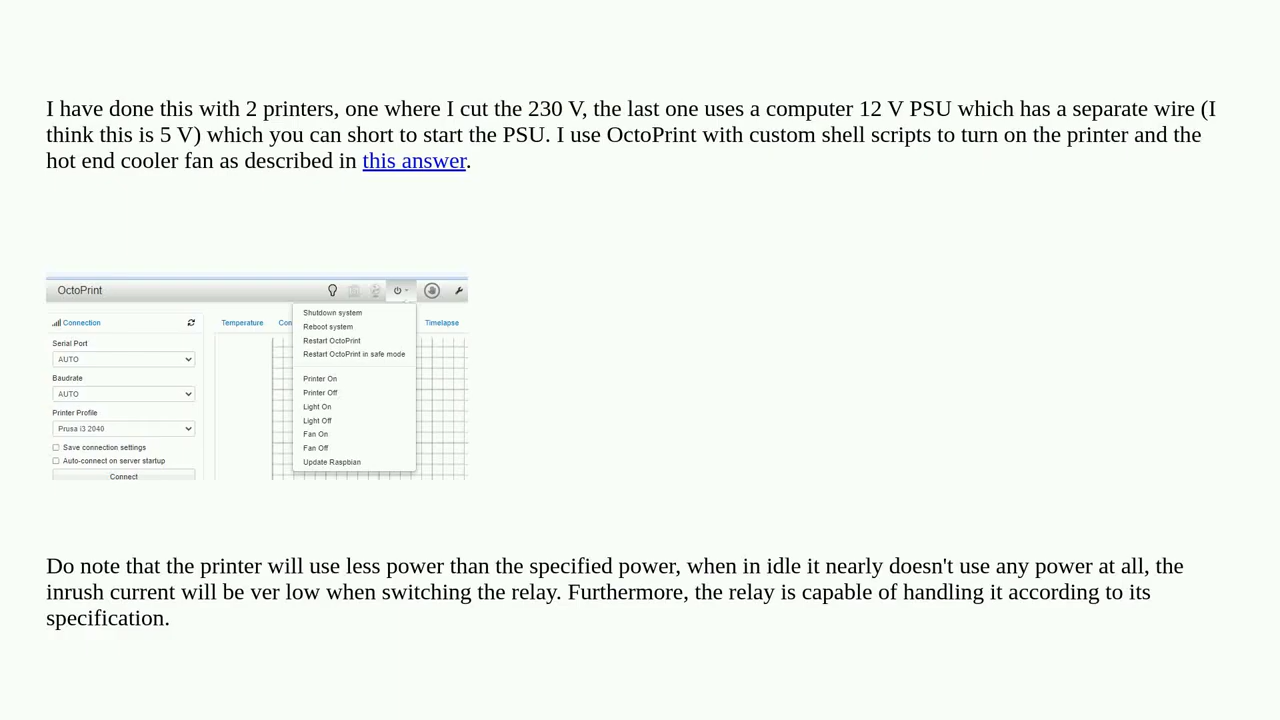 I have done this with 2 printers, one where I cut the 230 V, the last one uses a computer 12 V PSU which has a separate wire (I
think this is 5 V) which you can short to start the PSU. I use OctoPrint with custom shell scripts to turn on the printer and the
hot end cooler fan as described in this answer.
OctoPrint
Shutdown system
Reboot system
Restart OctoPrint
Restart OctoPrint in safe mode
Printer On
Printer Off
Light On
Light Off
Fan On
Fan Off
Update Raspbian
Connection
Temperature
Con
Timelapse
Serial Port
AUTO
Baudrate
AUTO
Printer Profile
Prusa i3 2040
Save connection settings
Auto-connect on server startup
Connect
Do note that the printer will use less power than the specified power, when in idle it nearly doesn't use any power at all, the
inrush current will be ver low when switching the relay. Furthermore, the relay is capable of handling it according to its
specification.